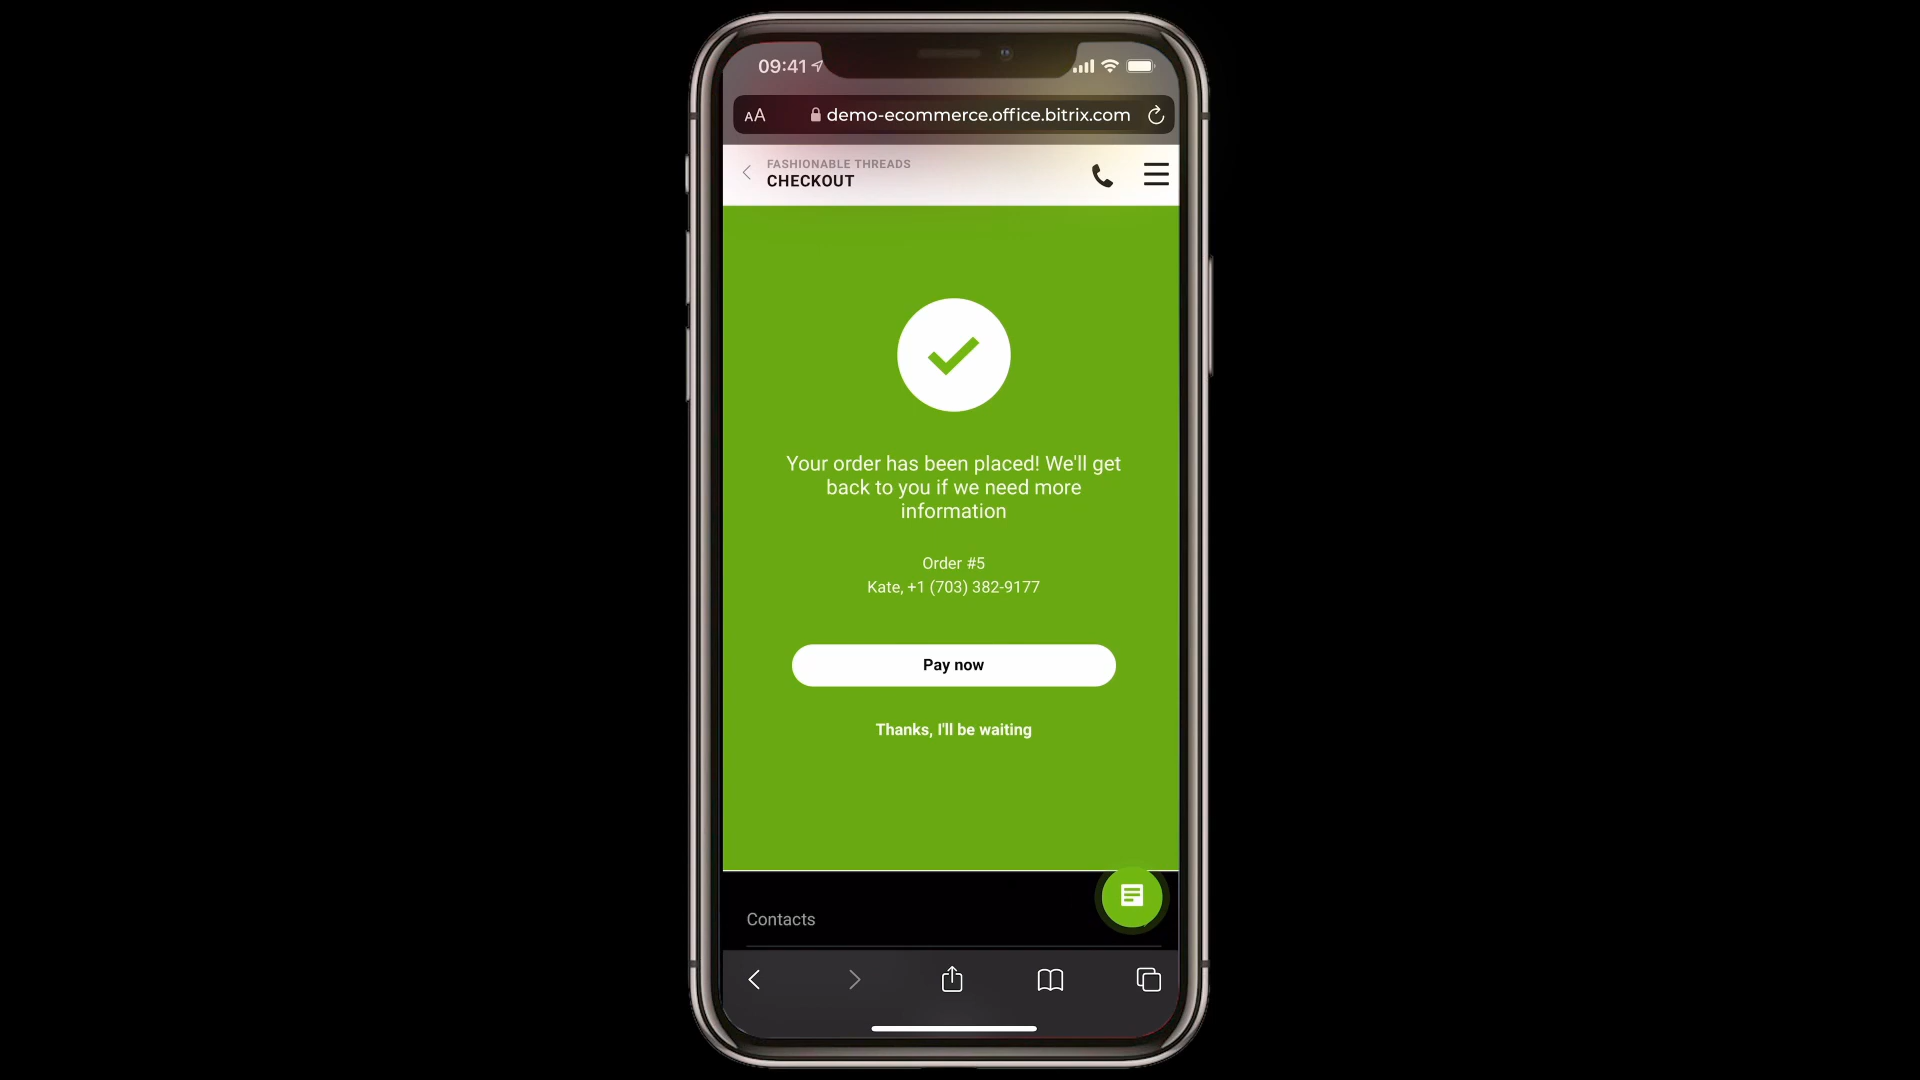 09:41
AA demo-ecommerce.office.bitrix.com
FASHIONABLE THREADS
CHECKOUT
Your order has been placed! We'll get
back to you if we need more
information
Order #5
Kate, +1 (703) 382-9177
Pay now
Thanks, I'll be waiting
Contacts